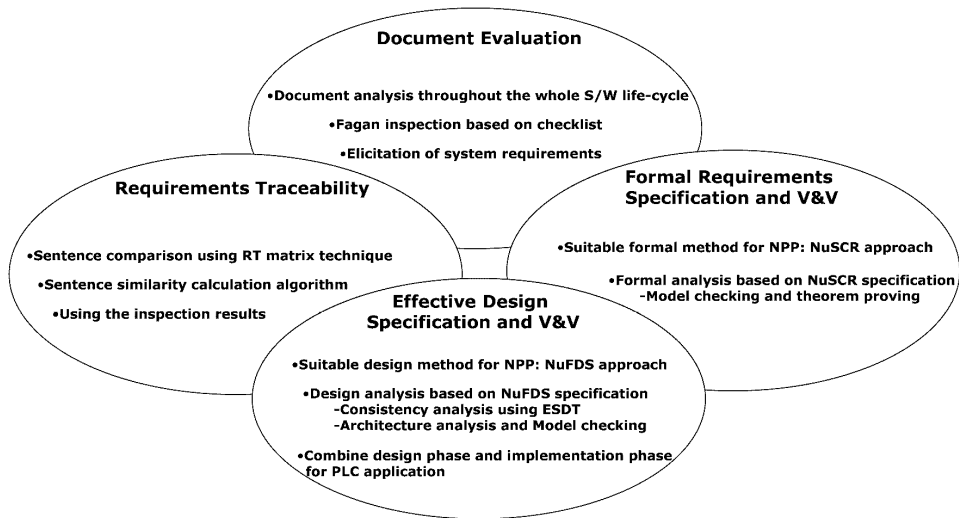 Document Evaluation
•Document analysis throughout the whole S/W life-cycle
•Fagan inspection based on checklist
•Elicitation of system requirements
Requirements Traceability
•Sentence comparison using RT matrix technique
•Sentence similarity calculation algorithm
•Using the inspection results
Formal Requirements
Specification and V&V
•Suitable formal method for NPP: NuSCR approach
•Formal analysis based on NuSCR specification
-Model checking and theorem proving
Effective Design
Specification and V&V
•Suitable design method for NPP: NuFDS approach
•Design analysis based on NuFDS specification
-Consistency analysis using ESDT
-Architecture analysis and Model checking
•Combine design phase and implementation phase
for PLC application